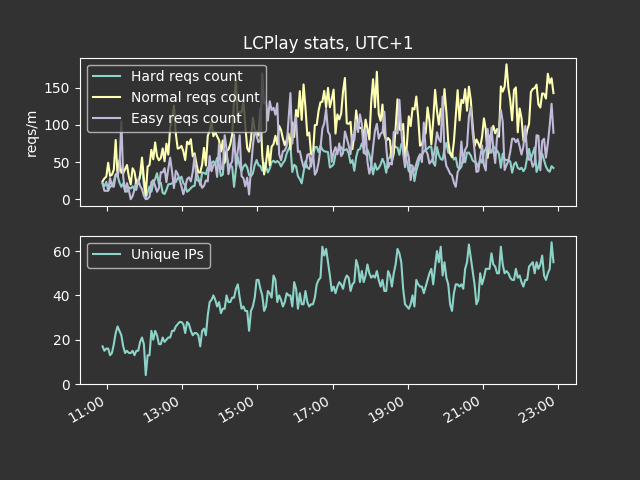 LCPlay stats, UTC+1
Hard reqs count
Normal reqs count
Easy reqs count
reqs/m
150
100
50
0
Unique IPs
60
40
20
0
11:00 13:00 15:00 17:00 19:00 21:00 23:00